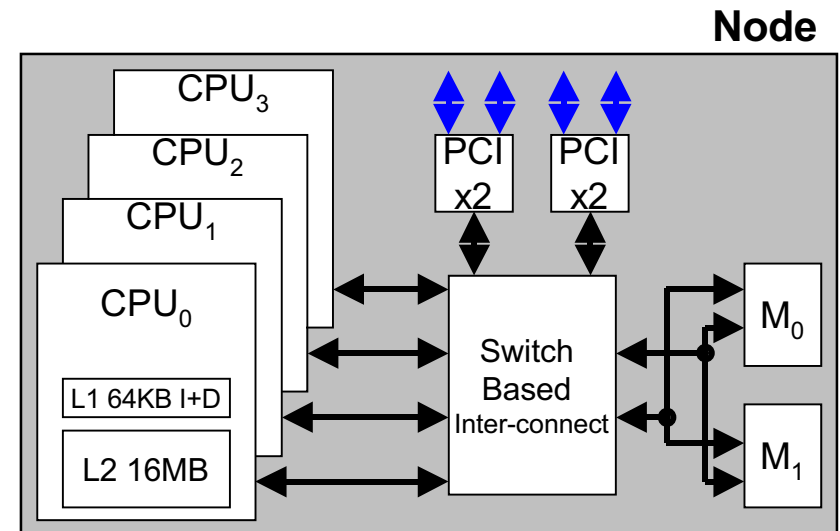 Node
CPU₃
CPU₂
CPU₁
CPU₀
L1 64KB I+D
L2 16MB
PCI
x2
PCI
x2
Switch
Based
Inter-connect
M₀
M₁